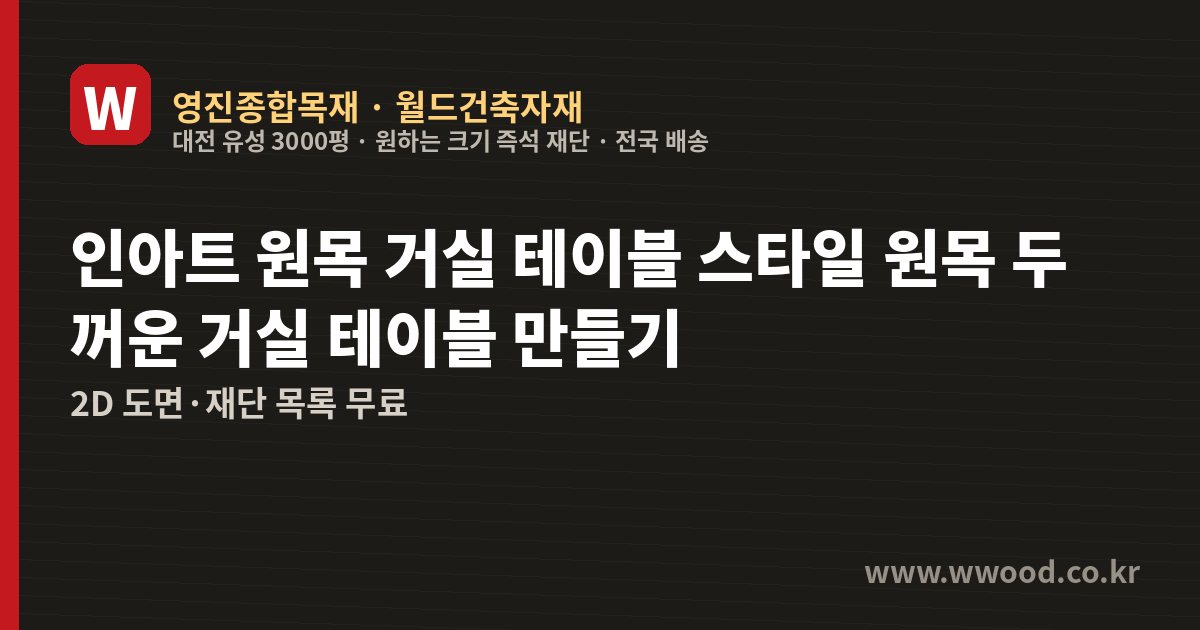 W
영진종합목재 · 월드건축자재
대전 유성 3000평 · 원하는 크기 즉석 재단 · 전국 배송
인아트 원목 거실 테이블 스타일 원목 두
꺼운 거실 테이블 만들기
2D 도면·재단 목록 무료
www.wwood.co.kr